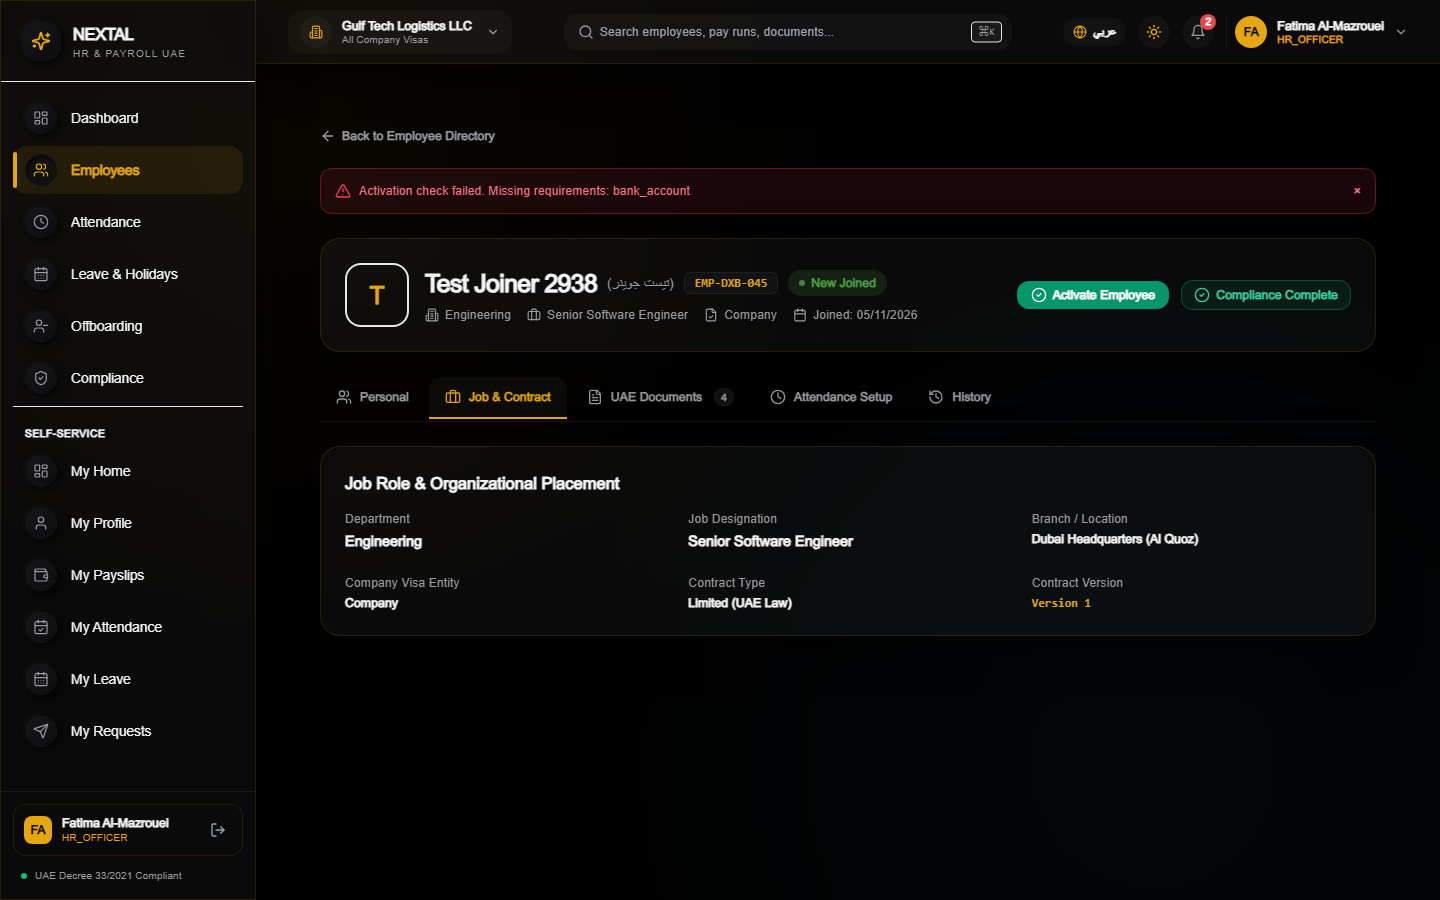 NEXTAL
HR & PAYROLL UAE
Gulf Tech Logistics LLC
All Company Visas
Search employees, pay runs, documents...
⌘K
عربي
2
FA
Fatima Al-Mazrouei
HR_OFFICER
Dashboard
Employees
Attendance
Leave & Holidays
Offboarding
Compliance
SELF-SERVICE
My Home
My Profile
My Payslips
My Attendance
My Leave
My Requests
FA
Fatima Al-Mazrouei
HR_OFFICER
UAE Decree 33/2021 Compliant
Back to Employee Directory
Activation check failed. Missing requirements: bank_account
×
T
Test Joiner 2938 (تيست جوينر) EMP-DXB-045 New Joined
Engineering Senior Software Engineer Company Joined: 05/11/2026
Activate Employee
Compliance Complete
Personal
Job & Contract
UAE Documents 4
Attendance Setup
History
Job Role & Organizational Placement
Department
Engineering
Job Designation
Senior Software Engineer
Branch / Location
Dubai Headquarters (Al Quoz)
Company Visa Entity
Company
Contract Type
Limited (UAE Law)
Contract Version
Version 1